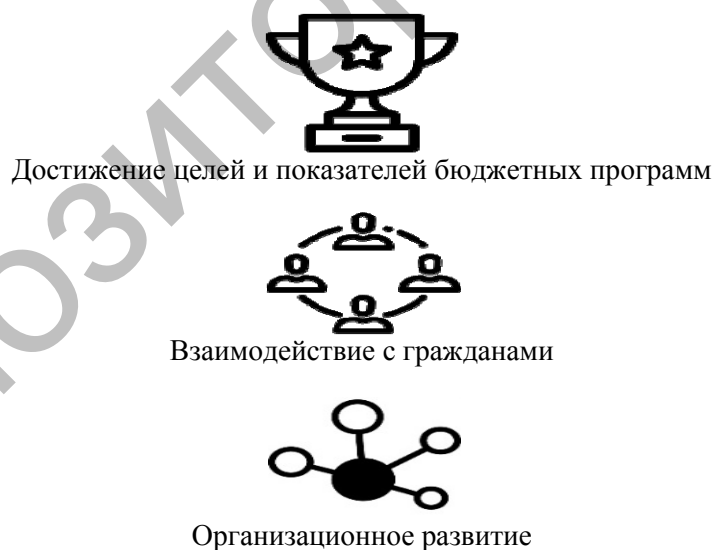 Достижение целей и показателей бюджетных программ
Взаимодействие с гражданами
Организационное развитие